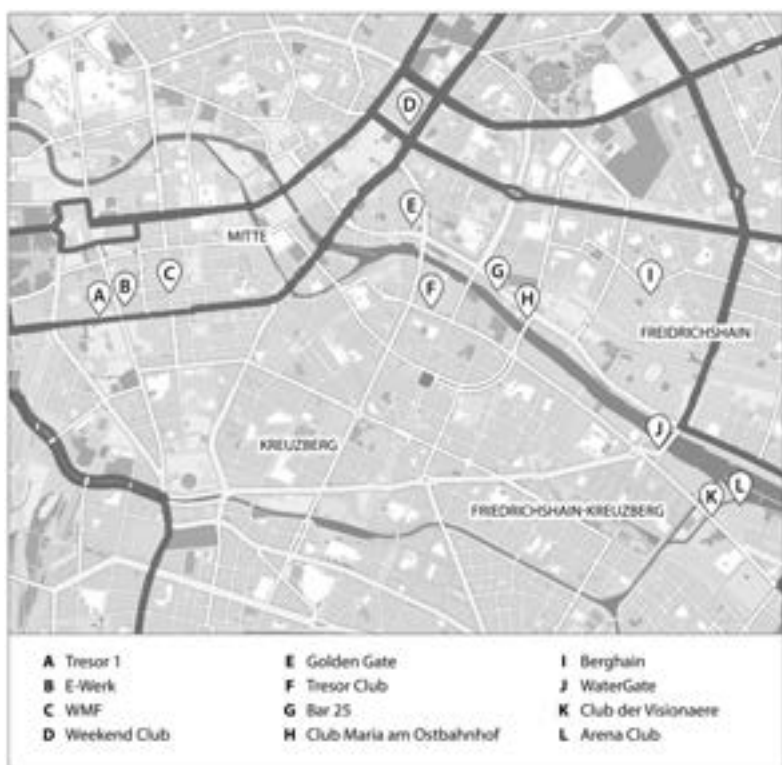 D
E
MITTE
C
B
A
F
G
H
I
FREIDRICHSHAIN
J
KREUZBERG
L
K
FRIEDRICHSHAIN-KREUZBERG
A Tresor 1
B E-Werk
C WMF
D Weekend Club
E Golden Gate
F Tresor Club
G Bar 25
H Club Maria am Ostbahnhof
I Berghain
J WaterGate
K Club der Visionaere
L Arena Club